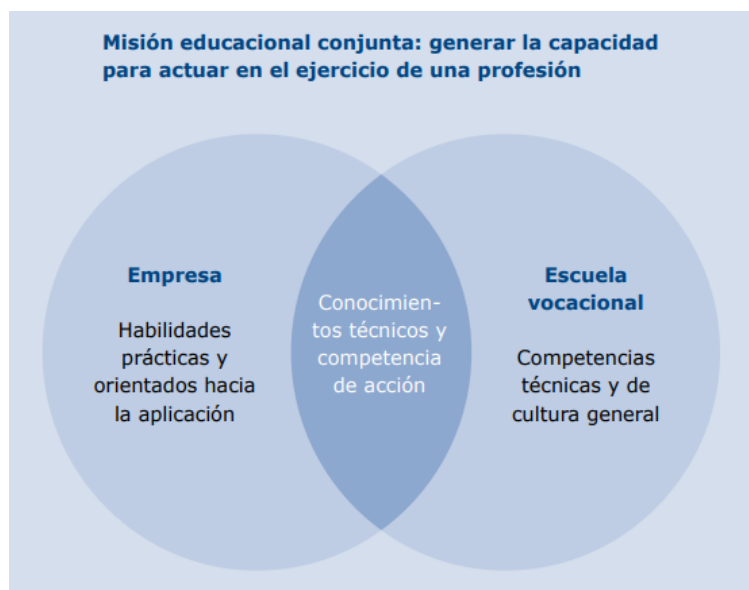 Misión educacional conjunta: generar la capacidad
para actuar en el ejercicio de una profesión
Empresa
Habilidades
prácticas y
orientados hacia
la aplicación
Conocimien-
tos técnicos y
competencia
de acción
Escuela
vocacional
Competencias
técnicas y de
cultura general